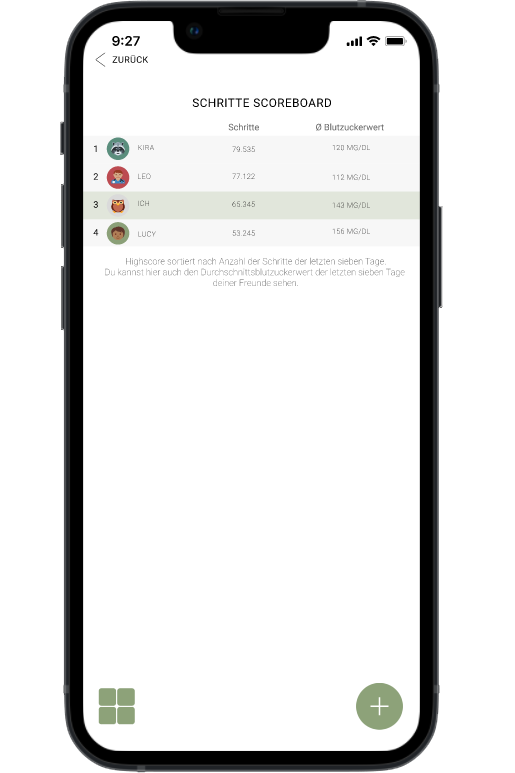 9:27
ZURÜCK
SCHRITTE SCOREBOARD
Schritte Ø Blutzuckerwert
1 KIRA 79.535 120 MG/DL
2 LEO 77.122 112 MG/DL
3 ICH 65.345 143 MG/DL
4 LUCY 53.245 156 MG/DL
Highscore sortiert nach Anzahl der Schritte der letzten sieben Tage.
Du kannst hier auch den Durchschnittsblutzuckerwert der letzten sieben Tage
deiner Freunde sehen.